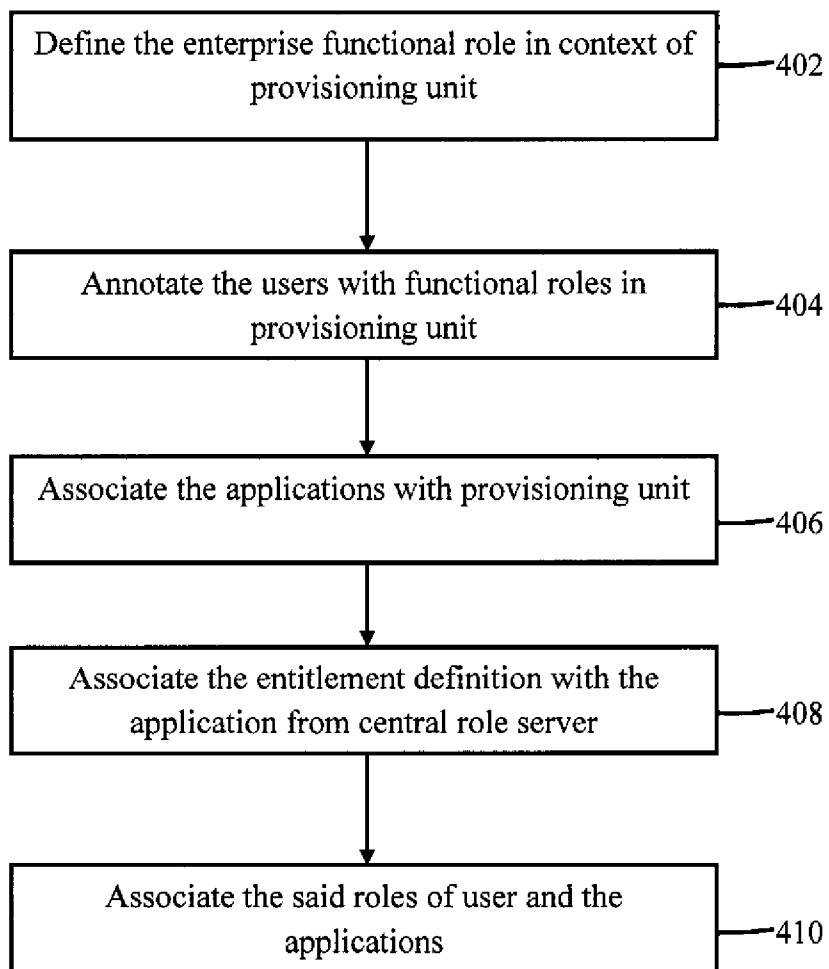 Define the enterprise functional role in context of
provisioning unit
402
Annotate the users with functional roles in
provisioning unit
404
Associate the applications with provisioning unit
406
Associate the entitlement definition with the
application from central role server
408
Associate the said roles of user and the
applications
410